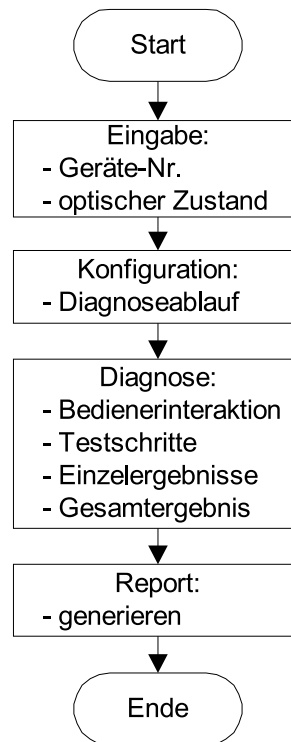 Start
Eingabe:
- Geräte-Nr.
- optischer Zustand
Konfiguration:
- Diagnoseablauf
Diagnose:
- Bedienerinteraktion
- Testschritte
- Einzelergebnisse
- Gesamtergebnis
Report:
- generieren
Ende